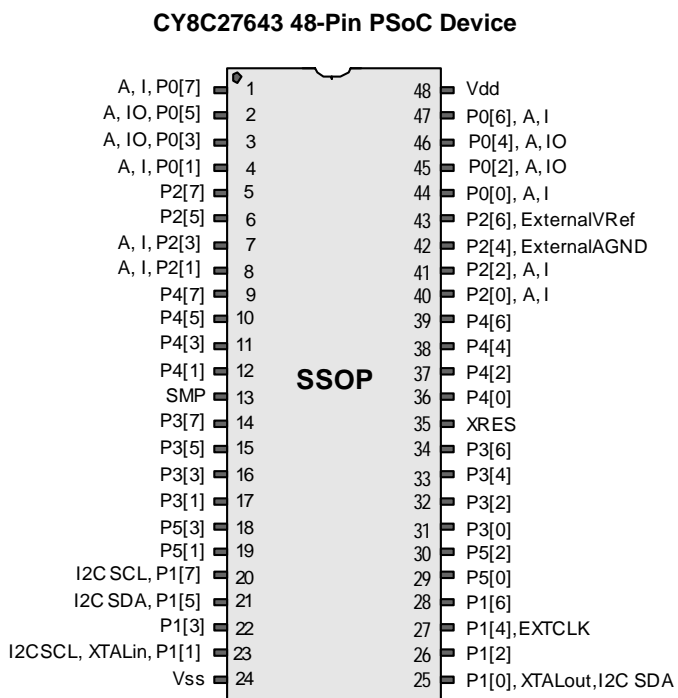 CY8C27643 48-Pin PSoC Device
A, I, P0[7] 1 48 Vdd
A, IO, P0[5] 2 47 P0[6], A, I
A, IO, P0[3] 3 46 P0[4], A, IO
A, I, P0[1] 4 45 P0[2], A, IO
P2[7] 5 44 P0[0], A, I
P2[5] 6 43 P2[6], ExternalVRef
A, I, P2[3] 7 42 P2[4], ExternalAGND
A, I, P2[1] 8 41 P2[2], A, I
P4[7] 9 40 P2[0], A, I
P4[5] 10 39 P4[6]
P4[3] 11 38 P4[4]
P4[1] 12 SSOP 37 P4[2]
SMP 13 36 P4[0]
P3[7] 14 35 XRES
P3[5] 15 34 P3[6]
P3[3] 16 33 P3[4]
P3[1] 17 32 P3[2]
P5[3] 18 31 P3[0]
P5[1] 19 30 P5[2]
I2C SCL, P1[7] 20 29 P5[0]
I2C SDA, P1[5] 21 28 P1[6]
P1[3] 22 27 P1[4], EXTCLK
I2CSCL, XTALin, P1[1] 23 26 P1[2]
Vss 24 25 P1[0], XTALout, I2C SDA